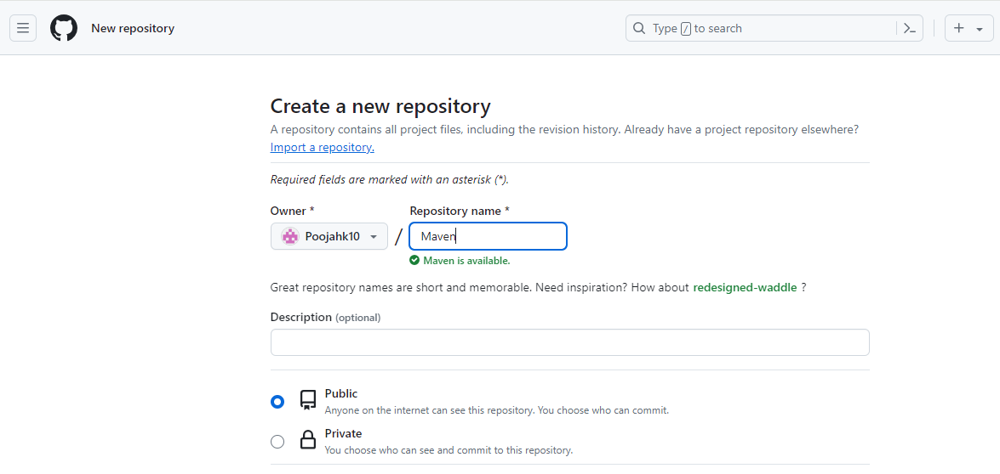 New repository
Type / to search
Create a new repository
A repository contains all project files, including the revision history. Already have a project repository elsewhere?
Import a repository.
Required fields are marked with an asterisk (*).
Owner *
Repository name *
Poojahk10 / Maven
Maven is available.
Great repository names are short and memorable. Need inspiration? How about redesigned-waddle ?
Description (optional)
Public
Anyone on the internet can see this repository. You choose who can commit.
Private
You choose who can see and commit to this repository.